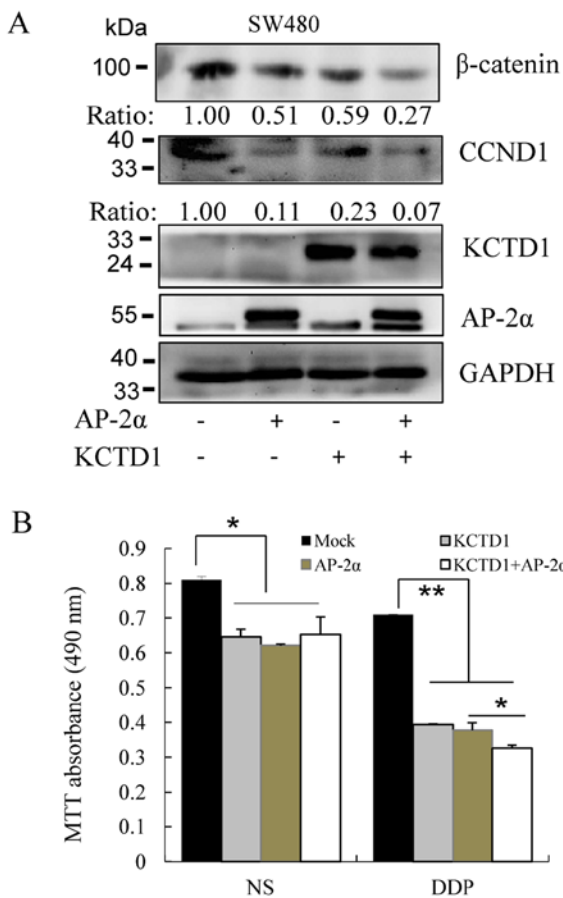 A
kDa
SW480
100
β-catenin
Ratio: 1.00 0.51 0.59 0.27
40
33
CCND1
Ratio: 1.00 0.11 0.23 0.07
33
24
KCTD1
55
AP-2α
40
33
GAPDH
AP-2α - + - +
KCTD1 - - + +
B
MTT absorbance (490 nm)
0.9
0.8
0.7
0.6
0.5
0.4
0.3
0.2
0.1
0
*
Mock KCTD1
AP-2α KCTD1+AP-2α
**
*
NS DDP